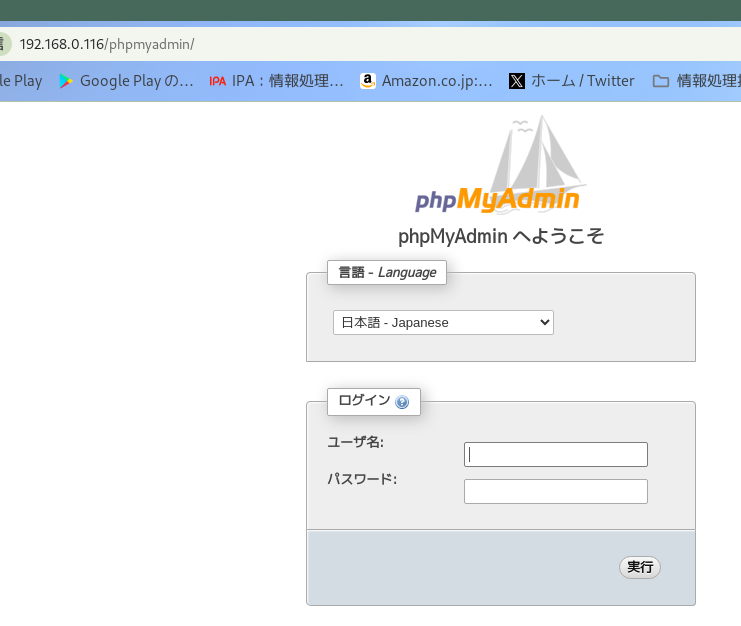 192.168.0.116/phpmyadmin/
le Play Google Play の… IPA IPA：情報処理… Amazon.co.jp:… ホーム / Twitter 情報処理
phpMyAdmin
phpMyAdmin へようこそ
言語 - Language
日本語 - Japanese
ログイン
ユーザ名:
パスワード:
実行